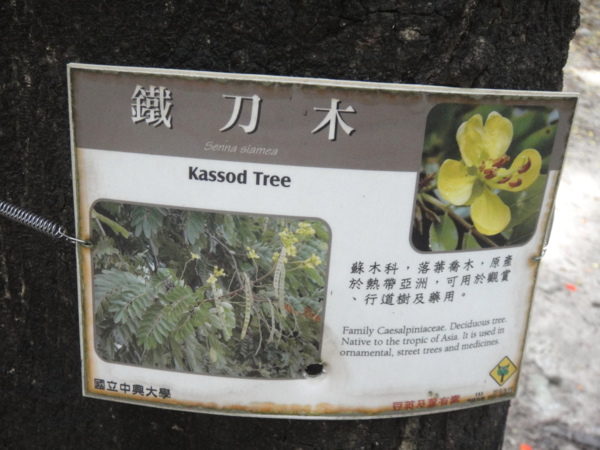 鐵刀木
Senna siamea
Kassod Tree
蘇木科，落葉喬木，原產
於熱帶亞洲，可用於觀賞
、行道樹及藥用。
Family Caesalpiniaceae. Deciduous tree.
Native to the tropic of Asia. It is used in
ornamental, street trees and medicines.
國立中興大學